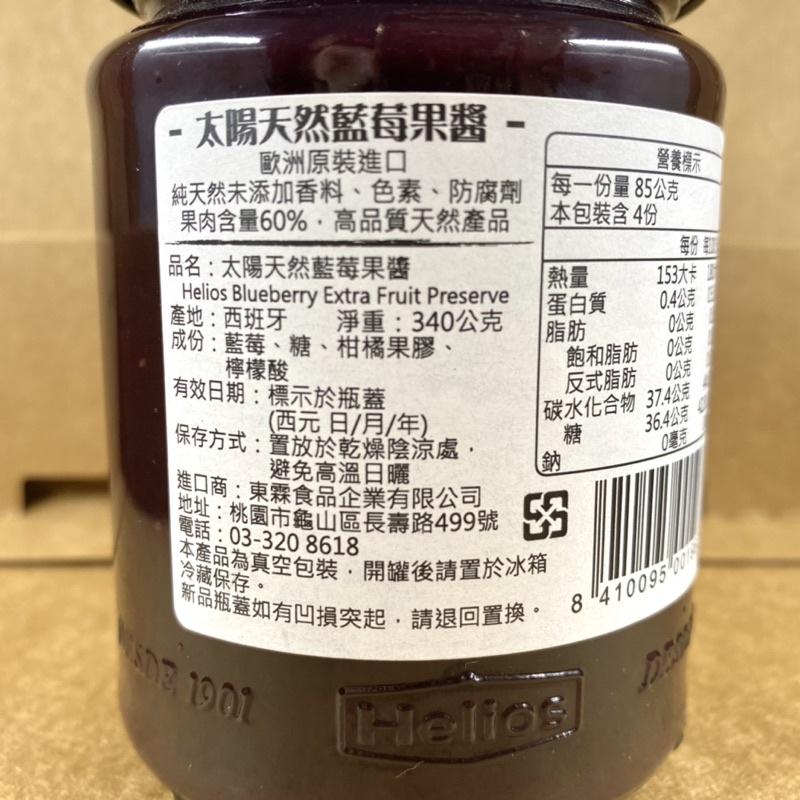 - 太陽天然藍莓果醬 -
歐洲原裝進口
純天然未添加香料、色素、防腐劑
果肉含量60%，高品質天然產品
品名：太陽天然藍莓果醬
Helios Blueberry Extra Fruit Preserve
產地：西班牙 淨重：340公克
成份：藍莓、糖、柑橘果膠、
檸檬酸
有效日期：標示於瓶蓋
(西元 日/月/年)
保存方式：置放於乾燥陰涼處，
避免高溫日曬
進口商：東霖食品企業有限公司
地址：桃園市龜山區長壽路499號
電話：03-320 8618
本產品為真空包裝，開罐後請置於冰箱
冷藏保存。
新品瓶蓋如有凹損突起，請退回置換。
營養標示
每一份量 85公克
本包裝含 4份
每份
熱量 153大卡
蛋白質 0.4公克
脂肪 0公克
飽和脂肪 0公克
反式脂肪 0公克
碳水化合物 37.4公克
糖 36.4公克
鈉 0毫克
8 410095
DESDE 1901
Helios